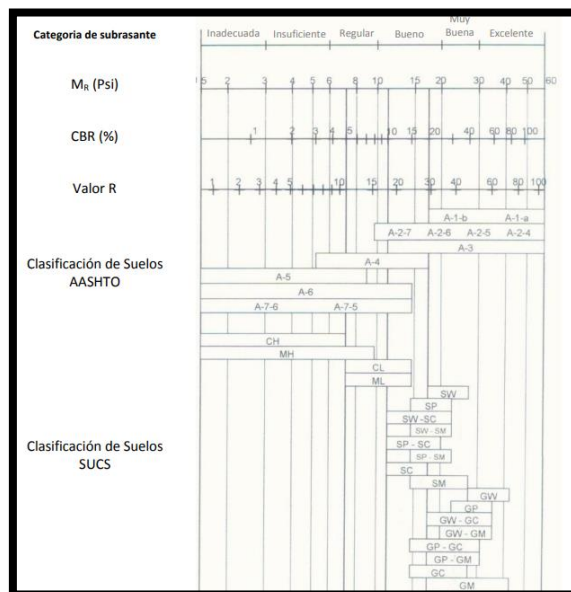 Categoria de subrasante Inadecuada Insuficiente Regular Bueno Muy Buena Excelente
M_R (Psi) 2 3 4 5 6 8 10 15 20 30 40 50 60
CBR (%) 1 2 3 4 5 10 15 20 40 60 80 100
Valor R 1 2 3 4 5 10 15 20 30 40 60 80 100
A-1-b A-1-a
A-2-7 A-2-6 A-2-5 A-2-4
A-3
Clasificación de Suelos
AASHTO
A-4
A-5
A-6
A-7-6 A-7-5
CH
MH
CL
ML
SW
SP
SW -SC
SW - SM
SP - SC
Clasificación de Suelos
SUCS
SP - SM
SC
SM
GW
GP
GW - GC
GW - GM
GP - GC
GP - GM
GC
GM